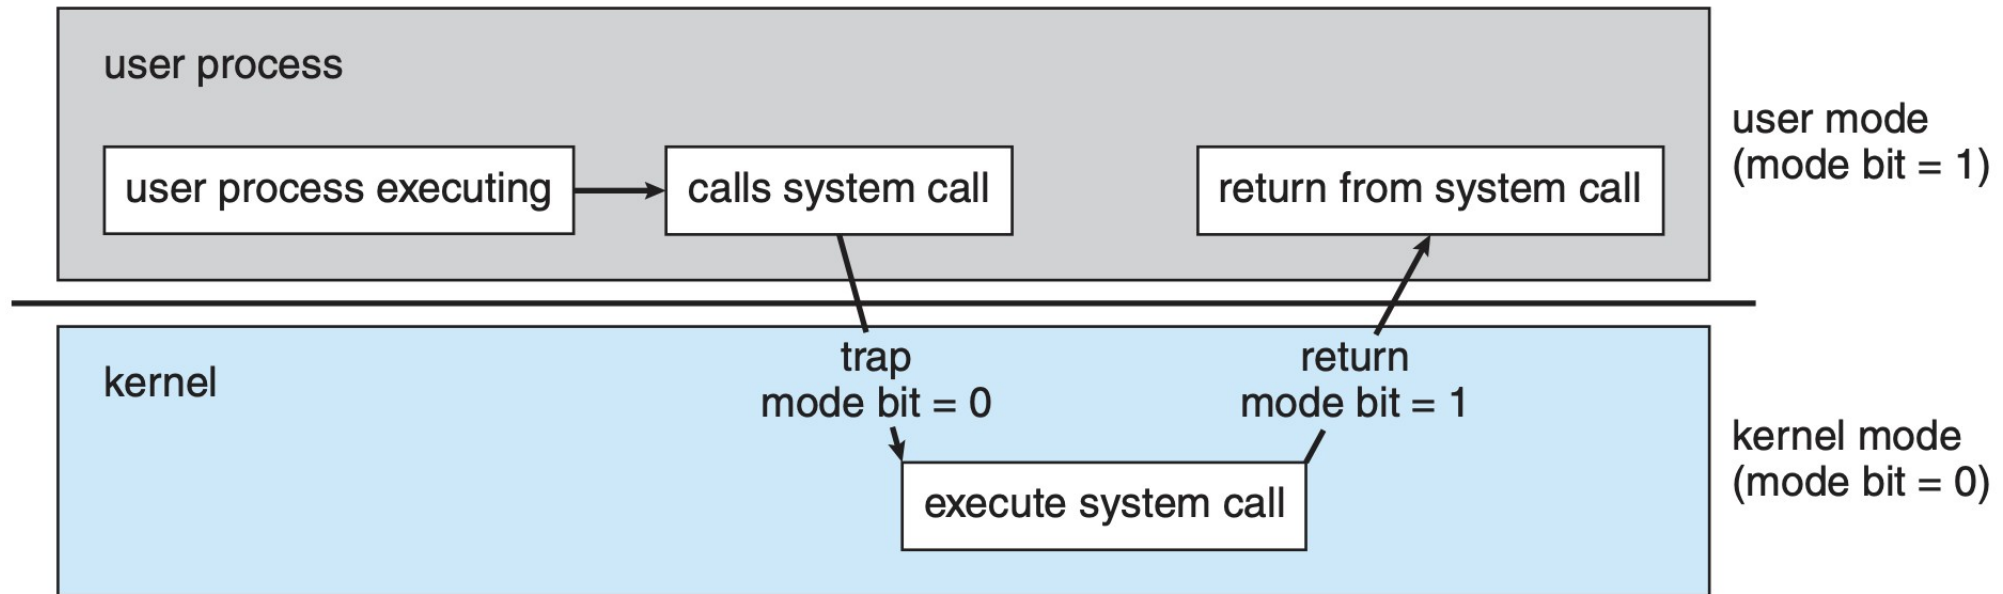 user process
user process executing
calls system call
return from system call
user mode
(mode bit = 1)
kernel
trap
mode bit = 0
return
mode bit = 1
execute system call
kernel mode
(mode bit = 0)